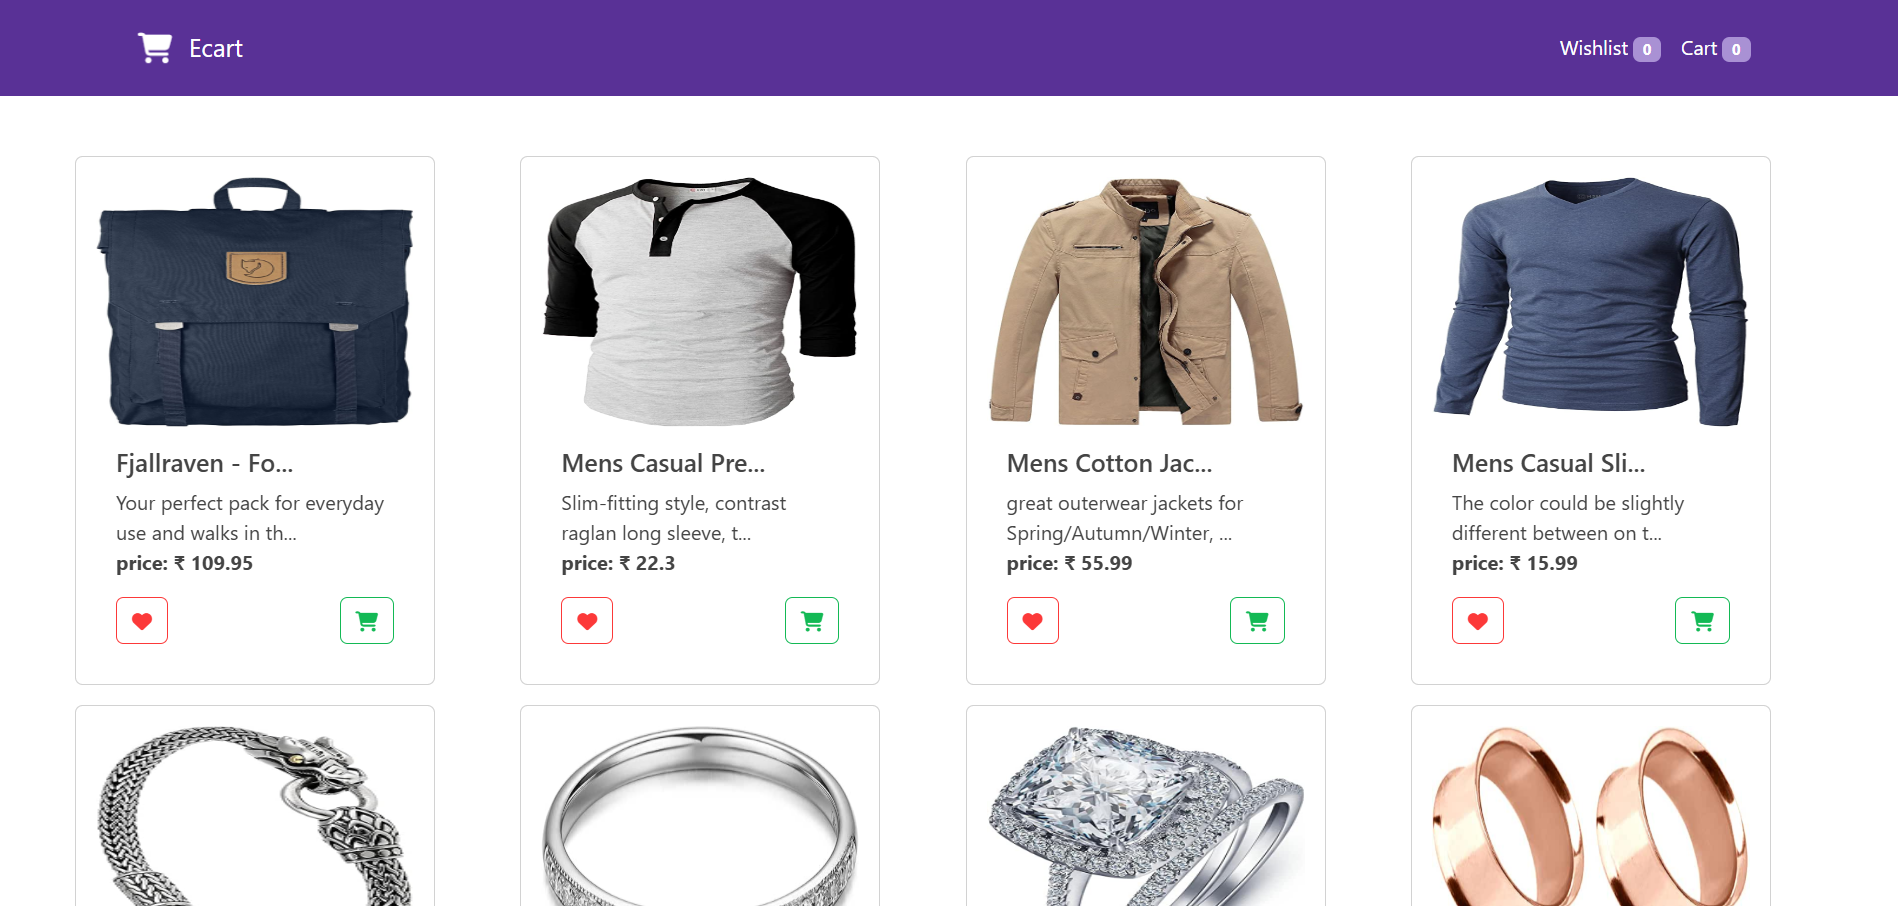 Ecart
Wishlist 0 Cart 0
Fjallraven - Fo...
Your perfect pack for everyday
use and walks in th...
price: ₹ 109.95
Mens Casual Pre...
Slim-fitting style, contrast
raglan long sleeve, t...
price: ₹ 22.3
Mens Cotton Jac...
great outerwear jackets for
Spring/Autumn/Winter, ...
price: ₹ 55.99
Mens Casual Sli...
The color could be slightly
different between on t...
price: ₹ 15.99